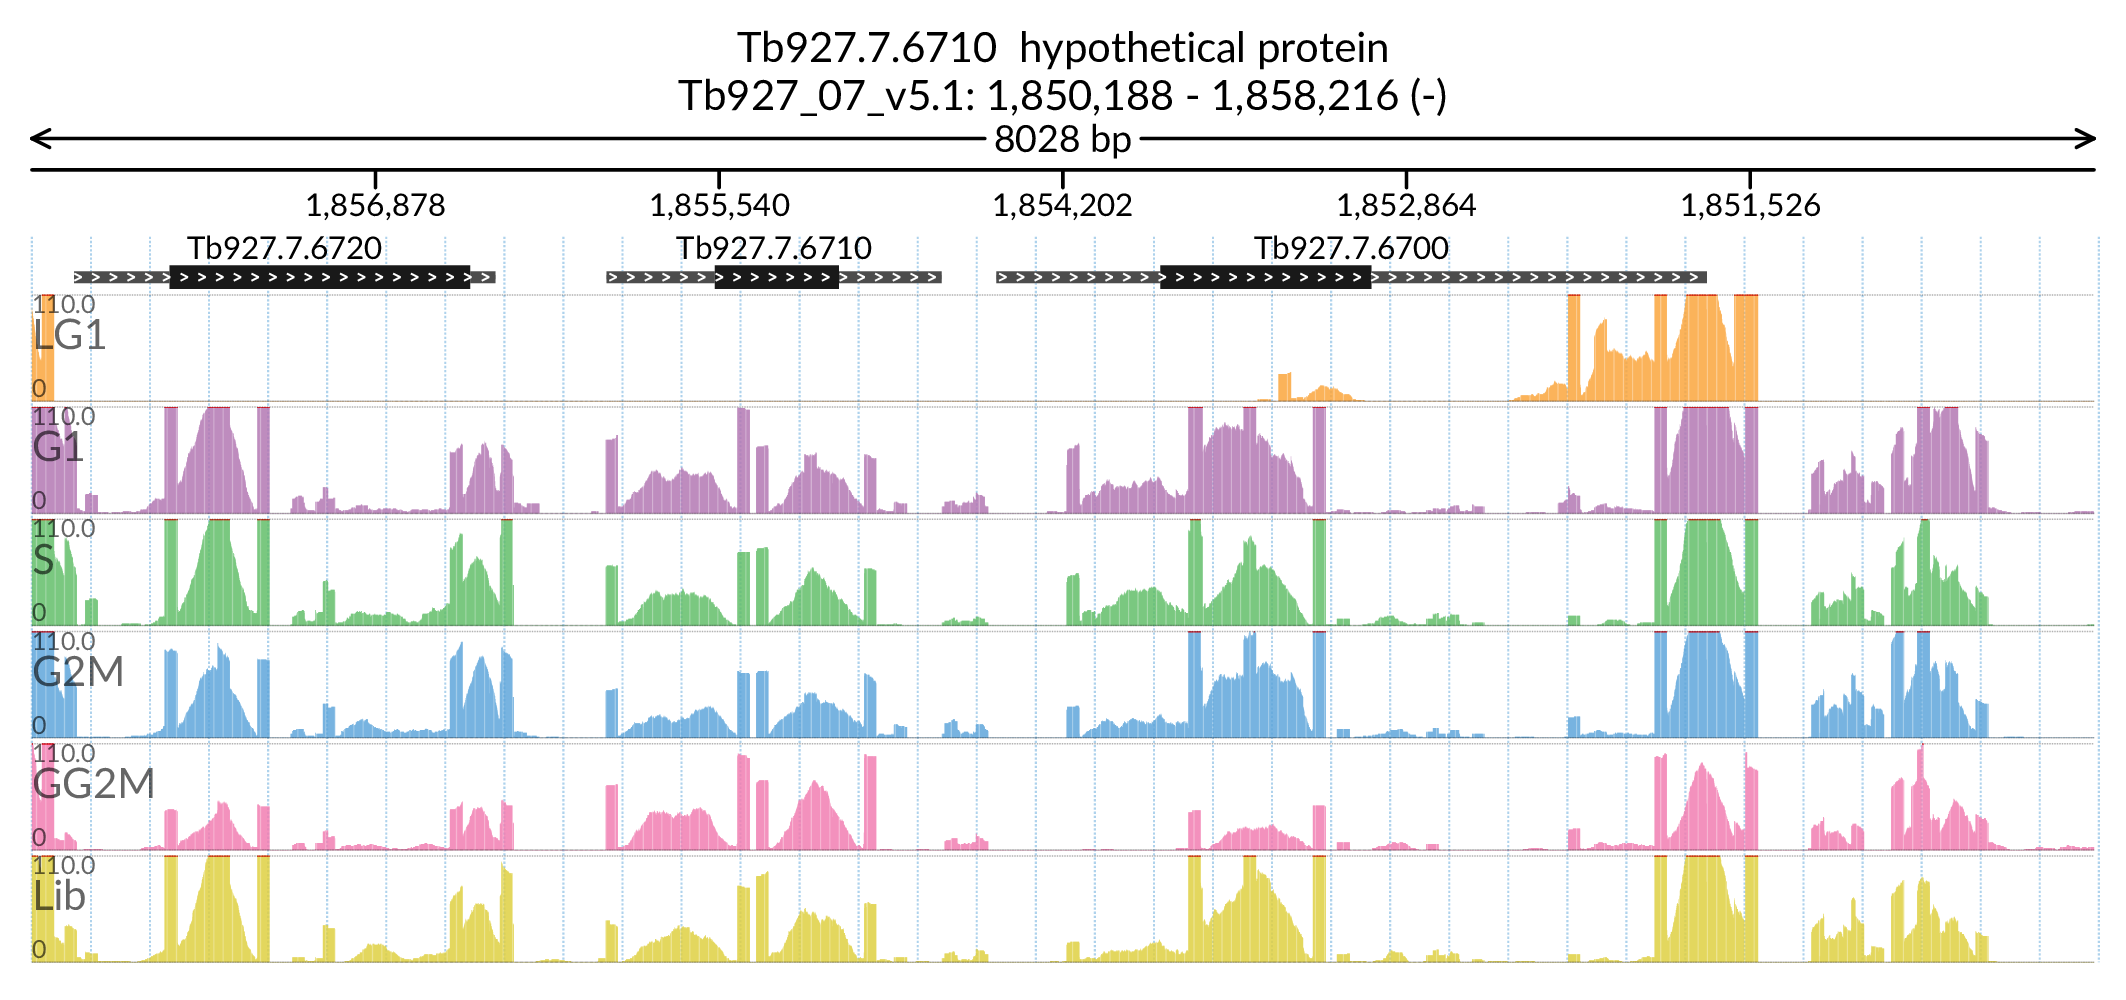 Tb927.7.6710 hypothetical protein
Tb927_07_v5.1: 1,850,188 - 1,858,216 (-)
8028 bp
1,856,878 1,855,540 1,854,202 1,852,864 1,851,526
Tb927.7.6720 Tb927.7.6710 Tb927.7.6700
110.0
LG1
0
110.0
G1
0
110.0
S
0
110.0
G2M
0
110.0
GG2M
0
110.0
Lib
0